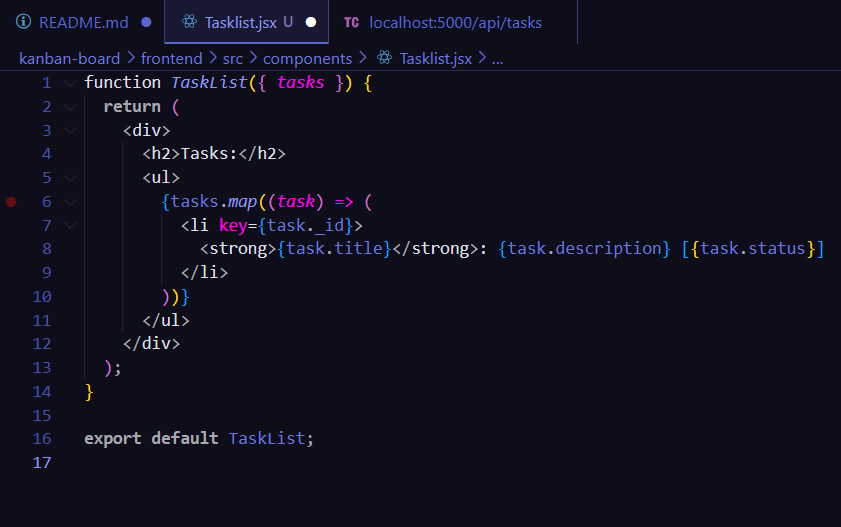 README.md Tasklist.jsx U TC localhost:5000/api/tasks
kanban-board > frontend > src > components > Tasklist.jsx > ...
1 function TaskList({ tasks }) {
2   return (
3     <div>
4       <h2>Tasks:</h2>
5       <ul>
6         {tasks.map((task) => (
7           <li key={task._id}>
8             <strong>{task.title}</strong>: {task.description} [{task.status}]
9           </li>
10         ))}
11       </ul>
12     </div>
13   );
14 }
15
16 export default TaskList;
17